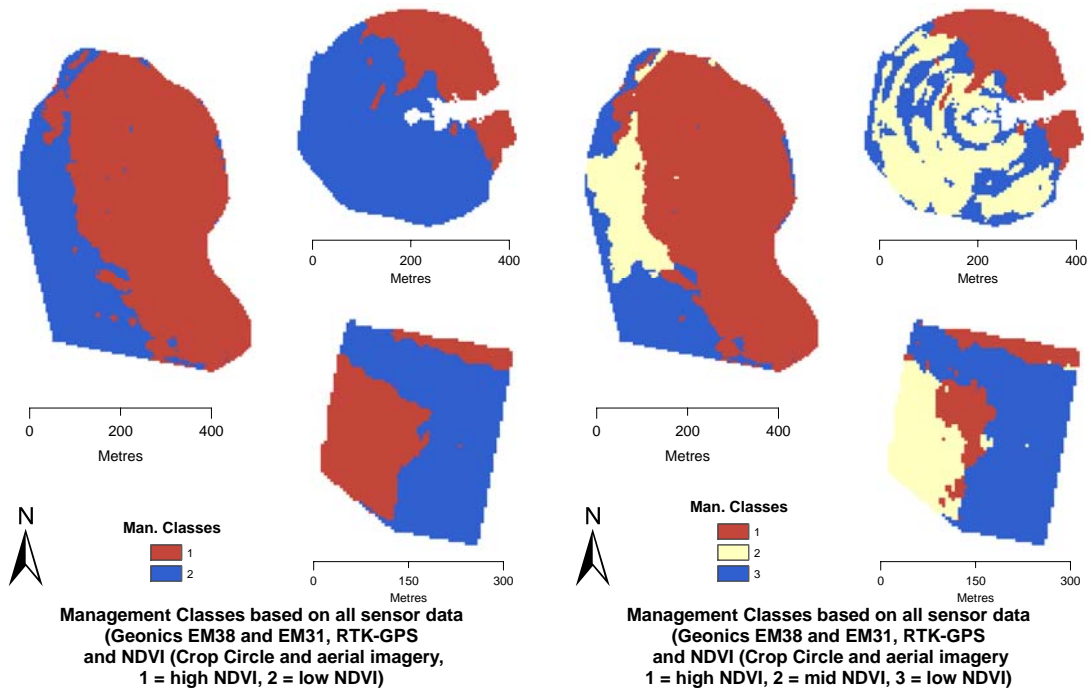 0 200 400
Metres
0 200 400
Metres
0 200 400
Metres
0 200 400
Metres
N
Man. Classes
1
2
0 150 300
Metres
N
Man. Classes
1
2
3
0 150 300
Metres
Management Classes based on all sensor data
(Geonics EM38 and EM31, RTK-GPS
and NDVI (Crop Circle and aerial imagery,
1 = high NDVI, 2 = low NDVI)
Management Classes based on all sensor data
(Geonics EM38 and EM31, RTK-GPS
and NDVI (Crop Circle and aerial imagery
1 = high NDVI, 2 = mid NDVI, 3 = low NDVI)